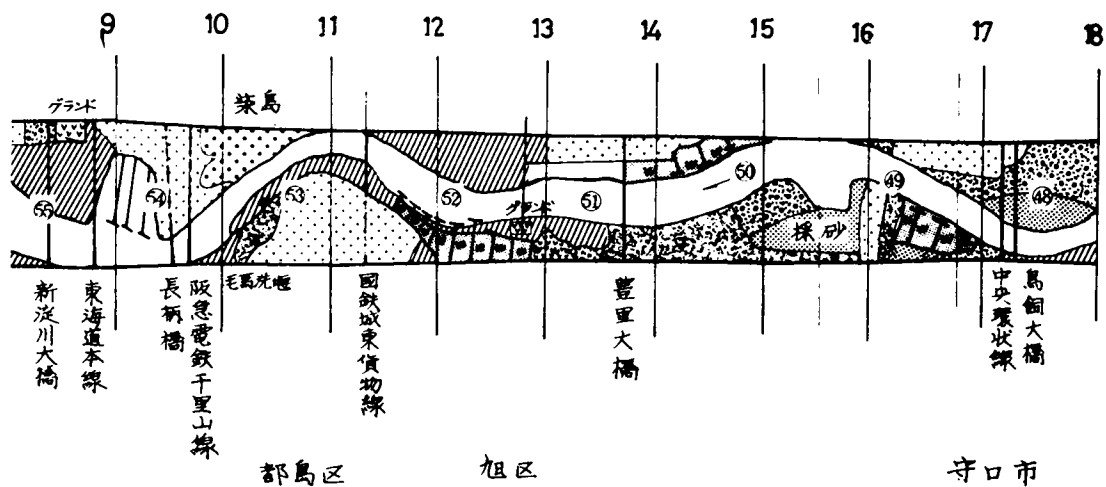 9 10 11 12 13 14 15 16 17 18
グランド
柴島
55 54 53 52 51 50 49 48
グランド
採砂
新淀川大橋
東海道本線
長柄橋
阪急電鉄千里山線
毛馬洗堰
国鉄城東貨物線
豊里大橋
中央環状線
鳥飼大橋
都島区 旭区 守口市